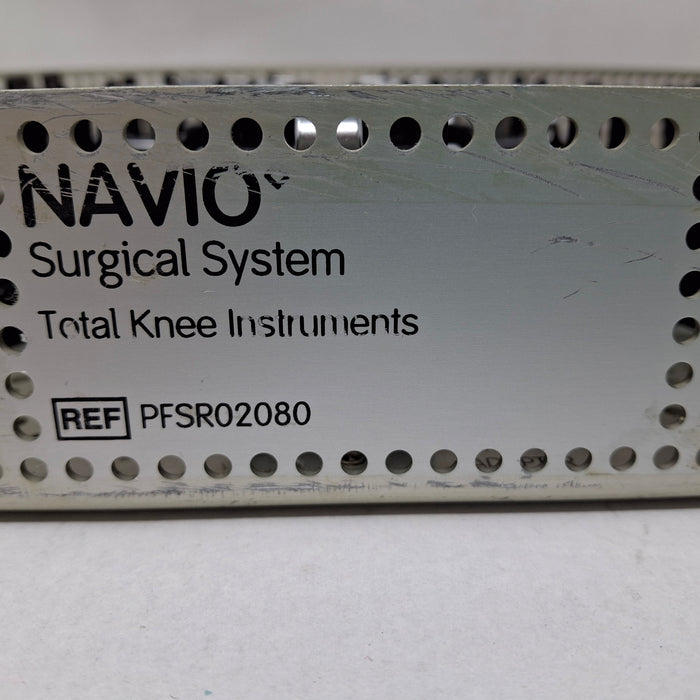 NAVIO
Surgical System
Total Knee Instruments
REF PFSR02080